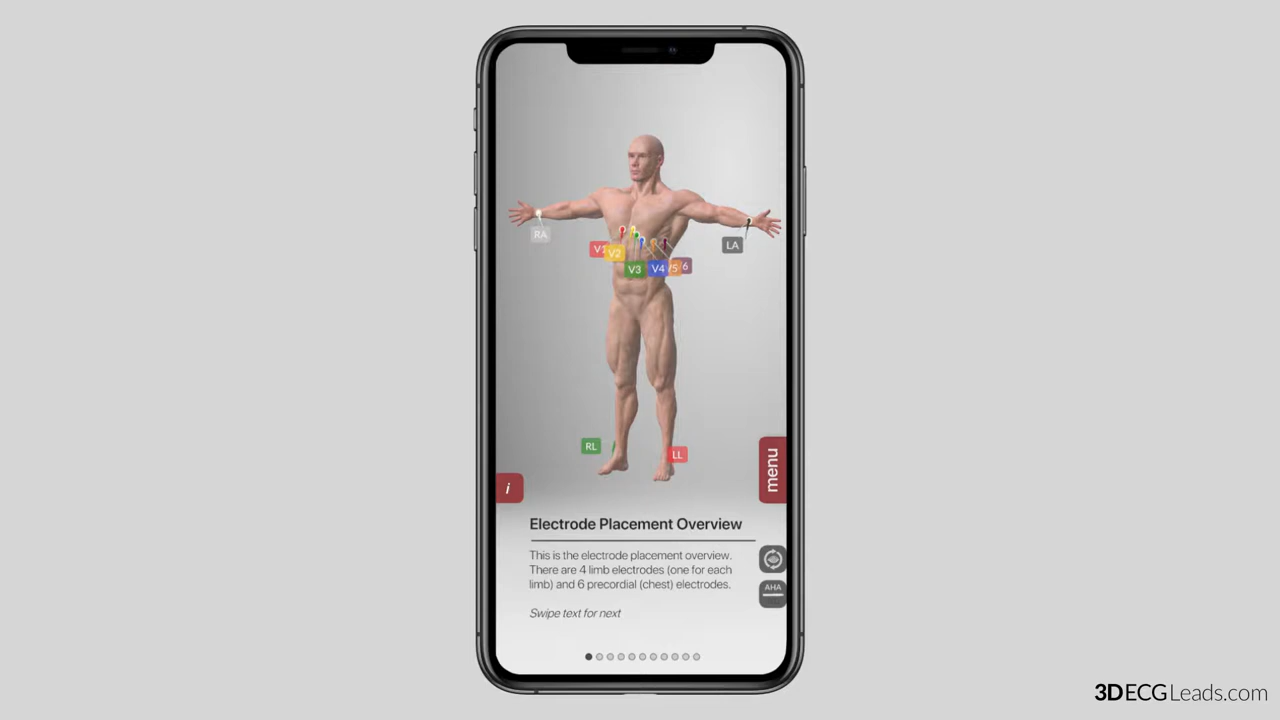 RA
LA
V1
V2
V3
V4
V5
6
RL
LL
menu
i
Electrode Placement Overview
This is the electrode placement overview.
There are 4 limb electrodes (one for each
limb) and 6 precordial (chest) electrodes.
AHA
Swipe text for next
3DECGLeads.com